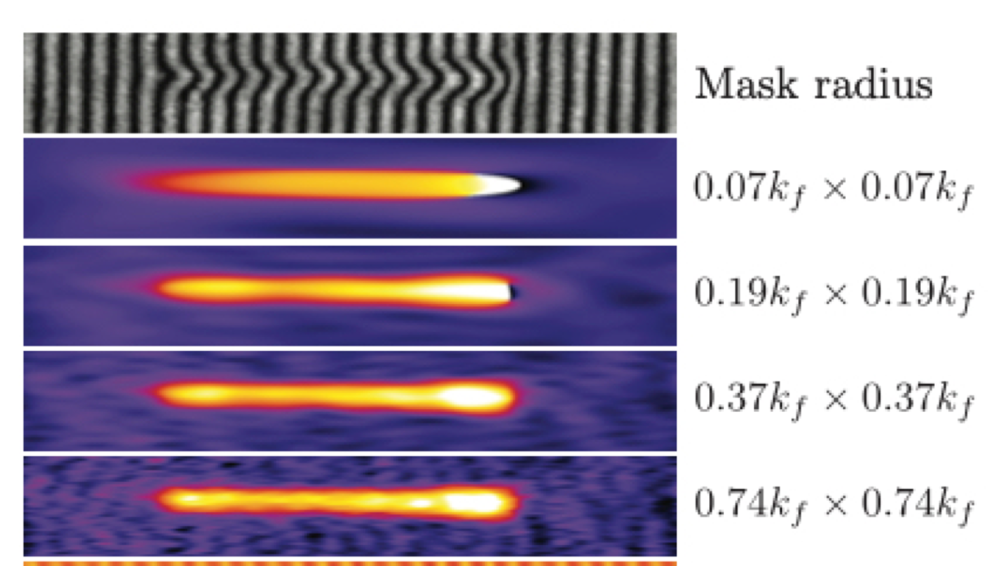 Mask radius
0.07k_f × 0.07k_f
0.19k_f × 0.19k_f
0.37k_f × 0.37k_f
0.74k_f × 0.74k_f